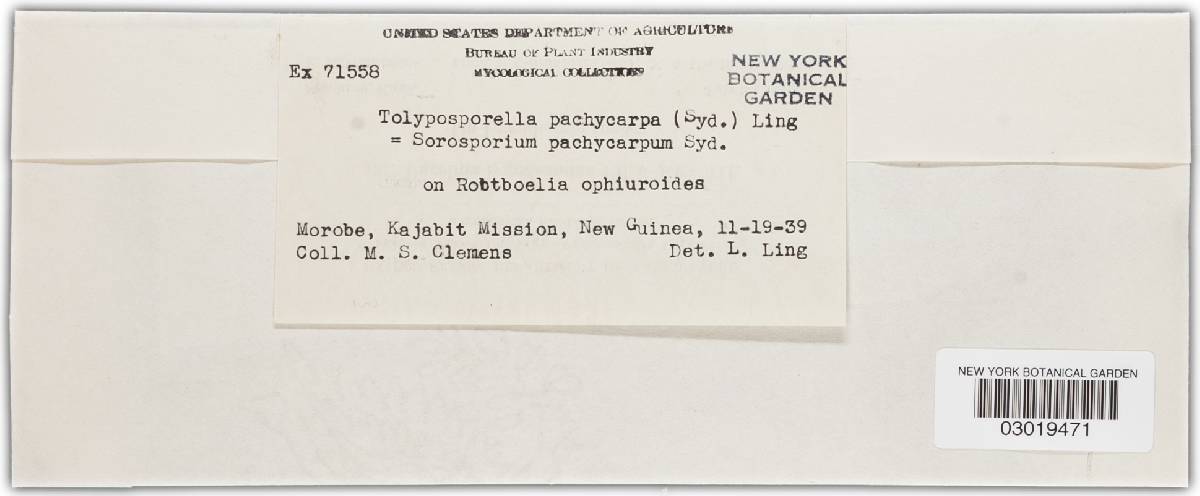 UNITED STATES DEPARTMENT OF AGRICULTURE
BUREAU OF PLANT INDUSTRY
MYCOLOGICAL COLLECTIONS
Ex 71558
NEW YORK
BOTANICAL
GARDEN
Tolyposporella pachycarpa (Syd.) Ling
= Sorosporium pachycarpum Syd.
on Rottboelia ophiuroides
Morobe, Kajabit Mission, New Guinea, 11-19-39
Coll. M. S. Clemens Det. L. Ling
NEW YORK BOTANICAL GARDEN
03019471